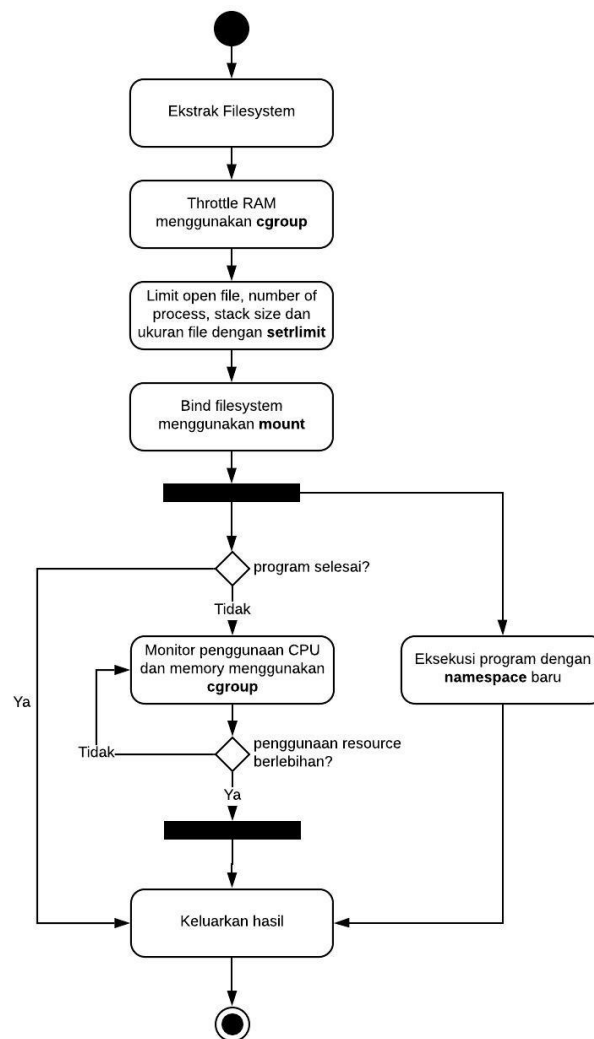 Ekstrak Filesystem
Throttle RAM
menggunakan cgroup
Limit open file, number of
process, stack size dan
ukuran file dengan setrlimit
Bind filesystem
menggunakan mount
program selesai?
Tidak
Monitor penggunaan CPU
dan memory menggunakan
cgroup
Eksekusi program dengan
namespace baru
Ya
Tidak
penggunaan resource
berlebihan?
Ya
Keluarkan hasil